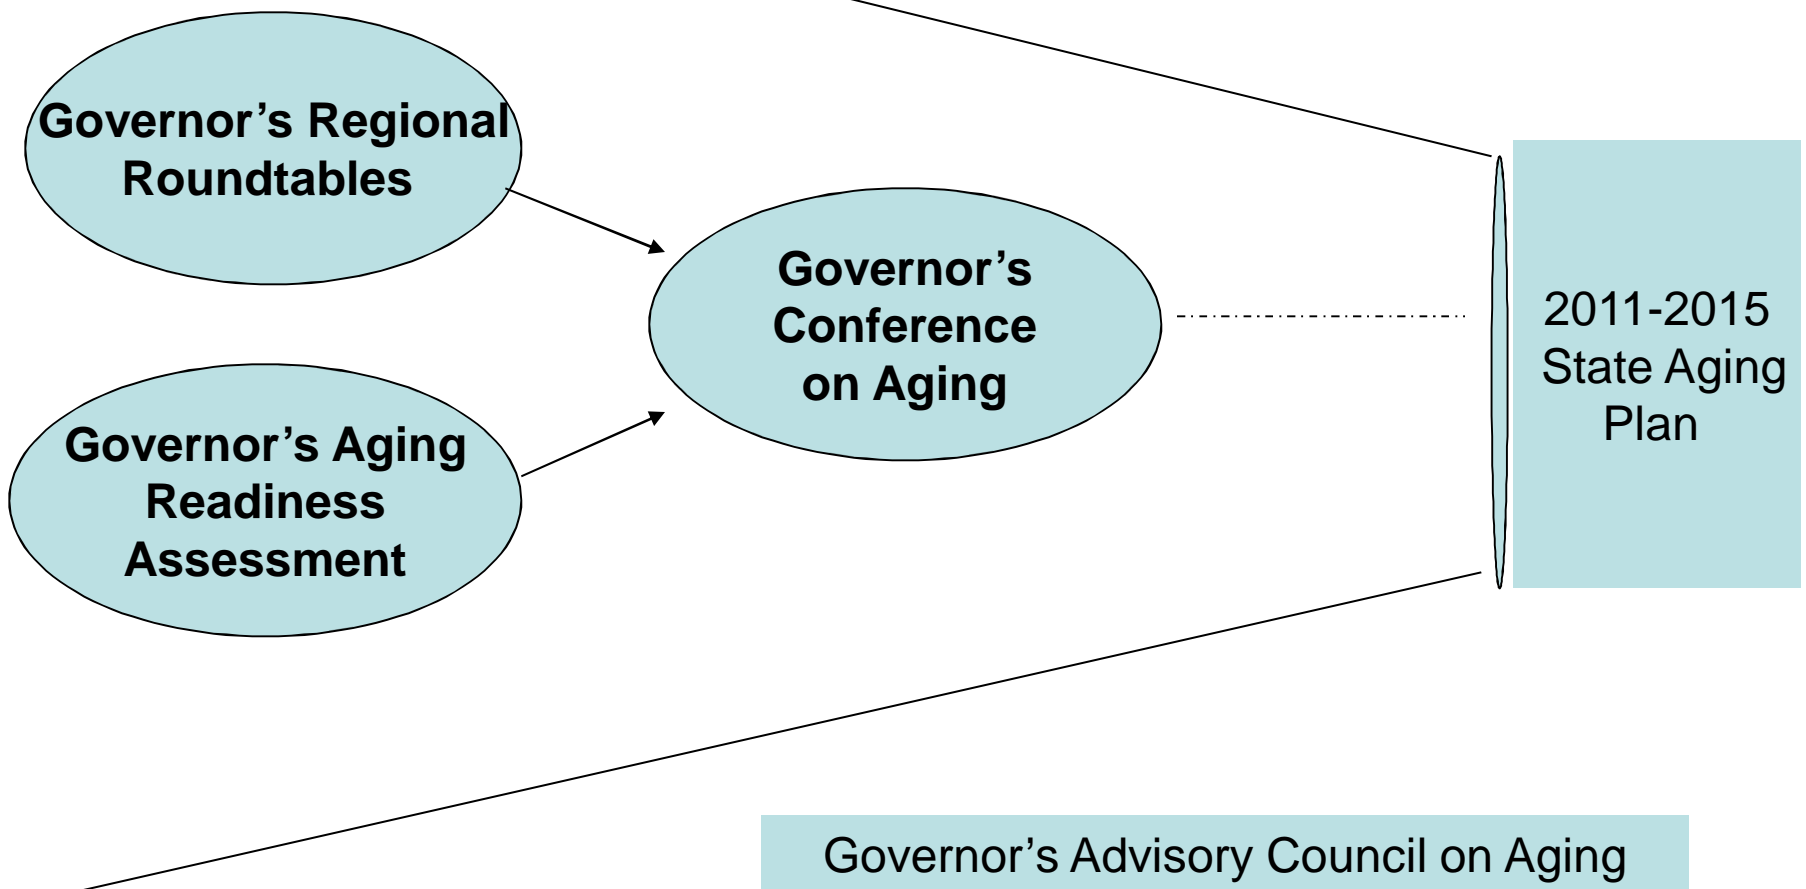 Governor’s Regional
Roundtables
Governor’s
Conference
on Aging
Governor’s Aging
Readiness
Assessment
2011-2015
State Aging
Plan
Governor’s Advisory Council on Aging